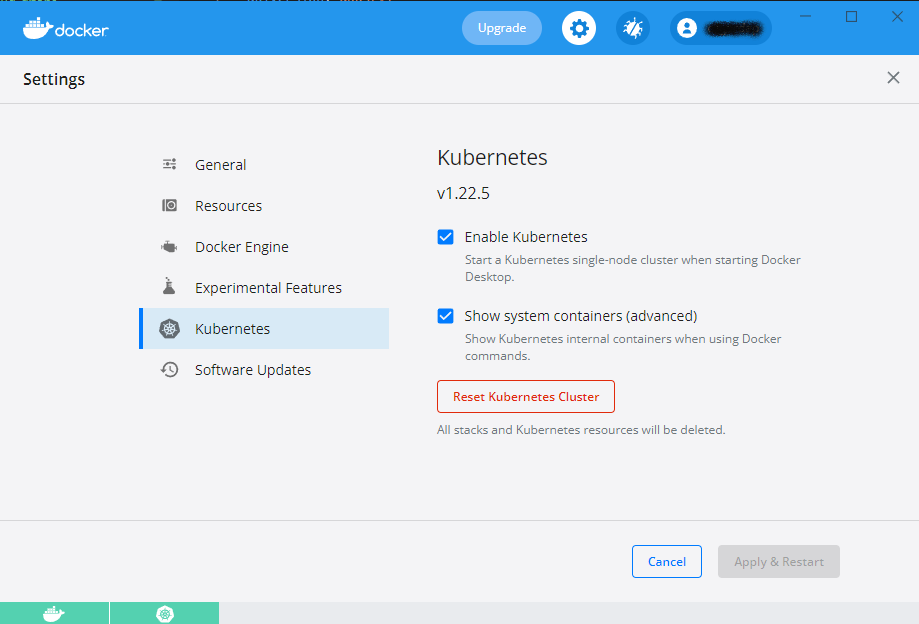 docker
Upgrade
Settings
General
Resources
Docker Engine
Experimental Features
Kubernetes
Software Updates
Kubernetes
v1.22.5
Enable Kubernetes
Start a Kubernetes single-node cluster when starting Docker
Desktop.
Show system containers (advanced)
Show Kubernetes internal containers when using Docker
commands.
Reset Kubernetes Cluster
All stacks and Kubernetes resources will be deleted.
Cancel
Apply & Restart